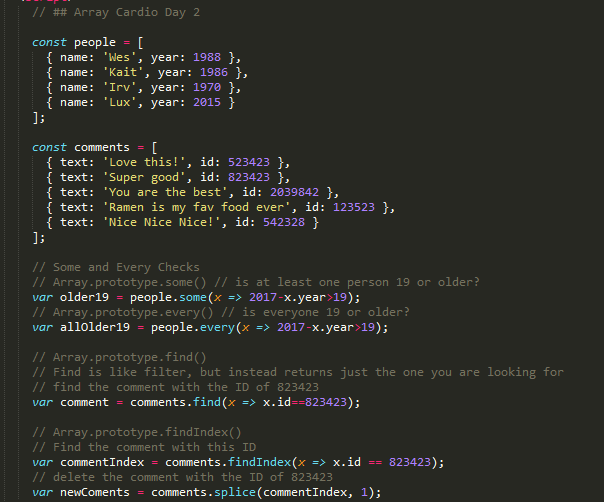 // ## Array Cardio Day 2
const people = [
{ name: 'Wes', year: 1988 },
{ name: 'Kait', year: 1986 },
{ name: 'Irv', year: 1970 },
{ name: 'Lux', year: 2015 }
];
const comments = [
{ text: 'Love this!', id: 523423 },
{ text: 'Super good', id: 823423 },
{ text: 'You are the best', id: 2039842 },
{ text: 'Ramen is my fav food ever', id: 123523 },
{ text: 'Nice Nice Nice!', id: 542328 }
];
// Some and Every Checks
// Array.prototype.some() // is at least one person 19 or older?
var older19 = people.some(x => 2017-x.year>19);
// Array.prototype.every() // is everyone 19 or older?
var allOlder19 = people.every(x => 2017-x.year>19);
// Array.prototype.find()
// Find is like filter, but instead returns just the one you are looking for
// find the comment with the ID of 823423
var comment = comments.find(x => x.id==823423);
// Array.prototype.findIndex()
// Find the comment with this ID
var commentIndex = comments.findIndex(x => x.id == 823423);
// delete the comment with the ID of 823423
var newComents = comments.splice(commentIndex, 1);